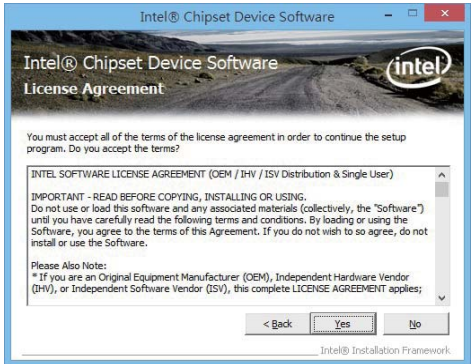 Intel® Chipset Device Software
Intel® Chipset Device Software
License Agreement
intel
You must accept all of the terms of the license agreement in order to continue the setup
program. Do you accept the terms?
INTEL SOFTWARE LICENSE AGREEMENT (OEM / IHV / ISV Distribution & Single User)
IMPORTANT - READ BEFORE COPYING, INSTALLING OR USING.
Do not use or load this software and any associated materials (collectively, the "Software")
until you have carefully read the following terms and conditions. By loading or using the
Software, you agree to the terms of this Agreement. If you do not wish to so agree, do not
install or use the Software.
Please Also Note:
* If you are an Original Equipment Manufacturer (OEM), Independent Hardware Vendor
(IHV), or Independent Software Vendor (ISV), this complete LICENSE AGREEMENT applies;
< Back Yes No
Intel® Installation Framework